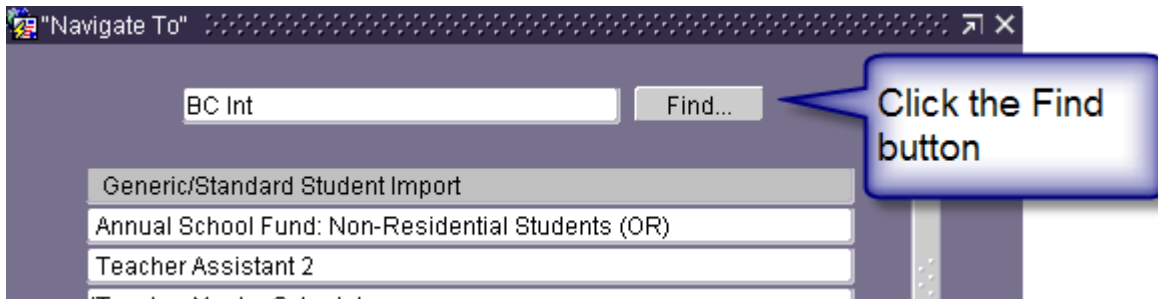 "Navigate To"
BC Int
Find...
Click the Find
button
Generic/Standard Student Import
Annual School Fund: Non-Residential Students (OR)
Teacher Assistant 2